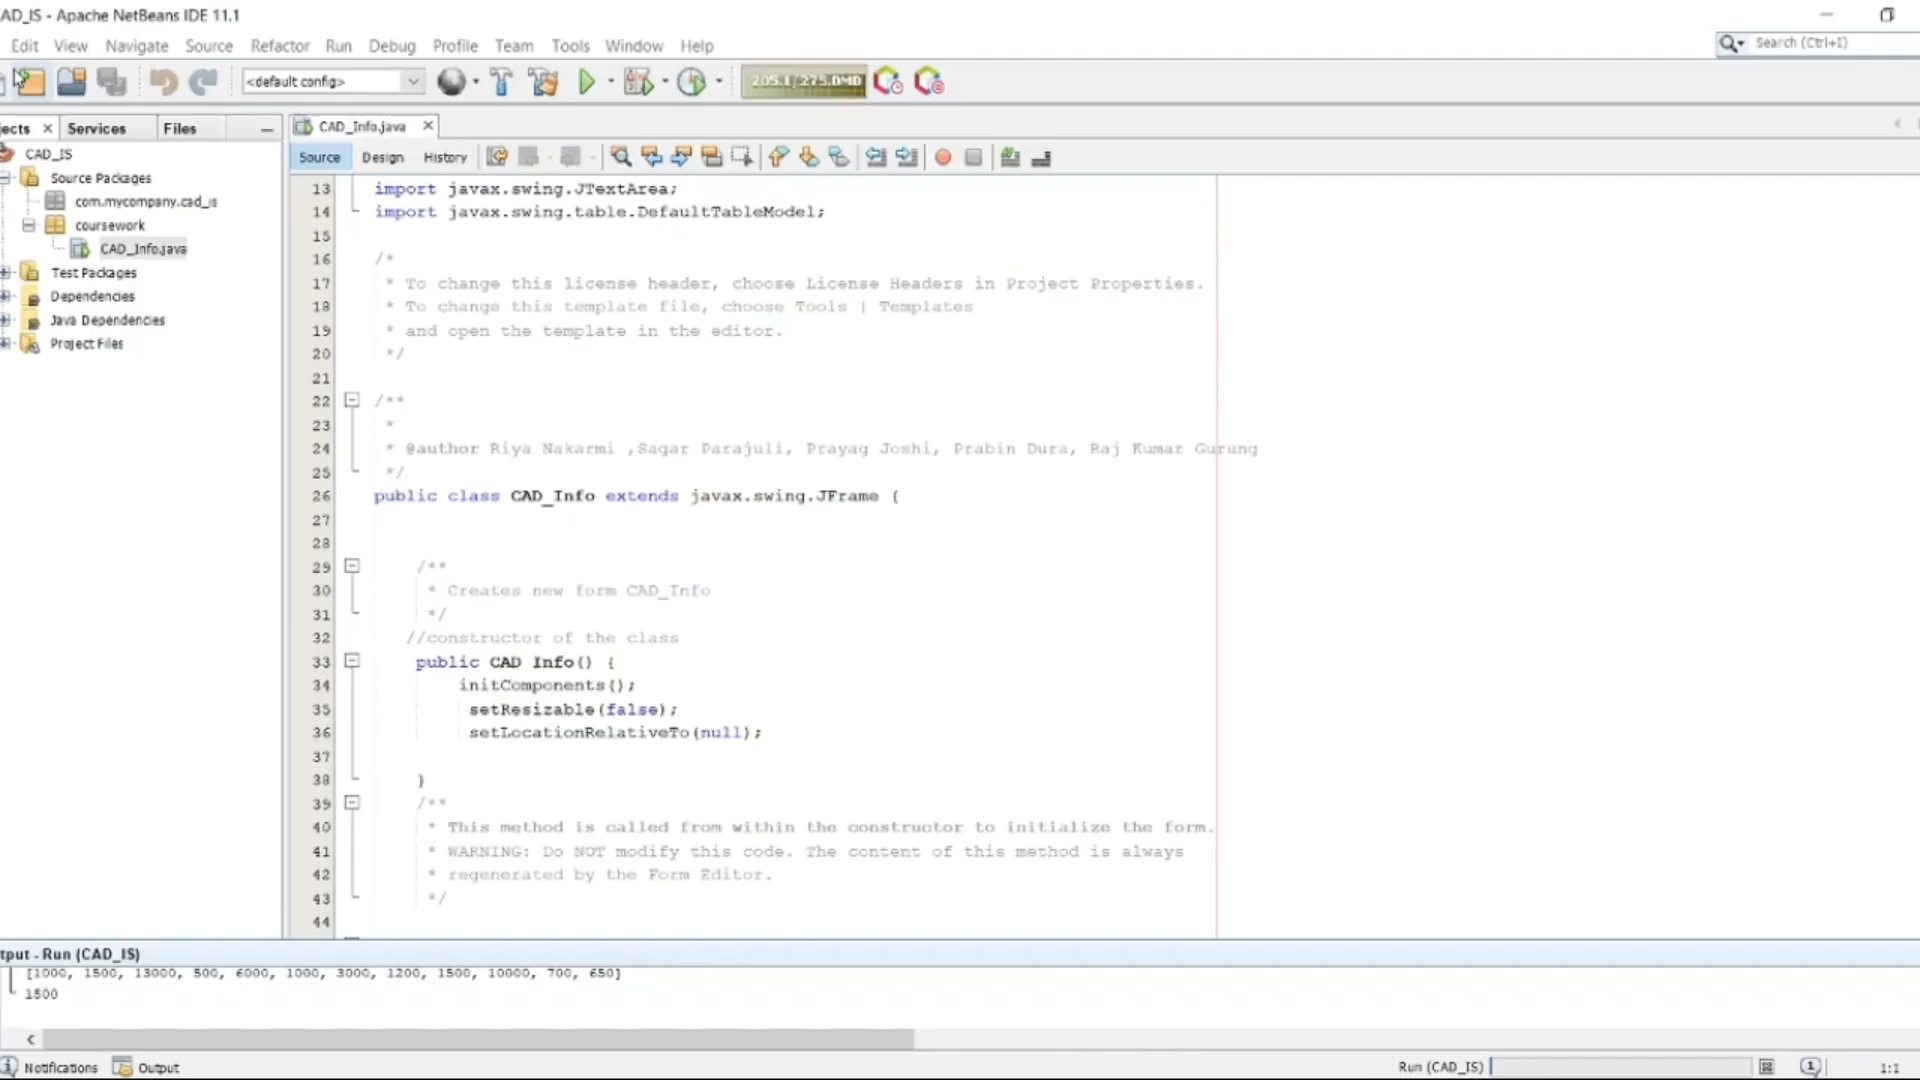 AD_IS - Apache NetBeans IDE 11.1
Edit View Navigate Source Refactor Run Debug Profile Team Tools Window Help
Search (Ctrl+I)
<default config>
205.1/275.0MB
ects Services Files
CAD_Info.java
CAD_IS
Source Packages
com.mycompany.cad_is
coursework
CAD_Info.java
Test Packages
Dependencies
Java Dependencies
Project Files
Source Design History
13 import javax.swing.JTextArea;
14 import javax.swing.table.DefaultTableModel;
15
16 /*
17 * To change this license header, choose License Headers in Project Properties.
18 * To change this template file, choose Tools | Templates
19 * and open the template in the editor.
20 */
21
22 /**
23 *
24 * @author Riya Nakarmi ,Sagar Parajuli, Prayag Joshi, Prabin Dura, Raj Kumar Gurung
25 */
26 public class CAD_Info extends javax.swing.JFrame {
27
28
29 /**
30 * Creates new form CAD_Info
31 */
32 //constructor of the class
33 public CAD_Info() {
34 initComponents();
35 setResizable(false);
36 setLocationRelativeTo(null);
37
38 }
39 /**
40 * This method is called from within the constructor to initialize the form.
41 * WARNING: Do NOT modify this code. The content of this method is always
42 * regenerated by the Form Editor.
43 */
44
tput - Run (CAD_IS)
[1000, 1500, 13000, 500, 6000, 1000, 3000, 1200, 1500, 10000, 700, 650]
1500
Notifications Output
Run (CAD_IS)
1
1:1